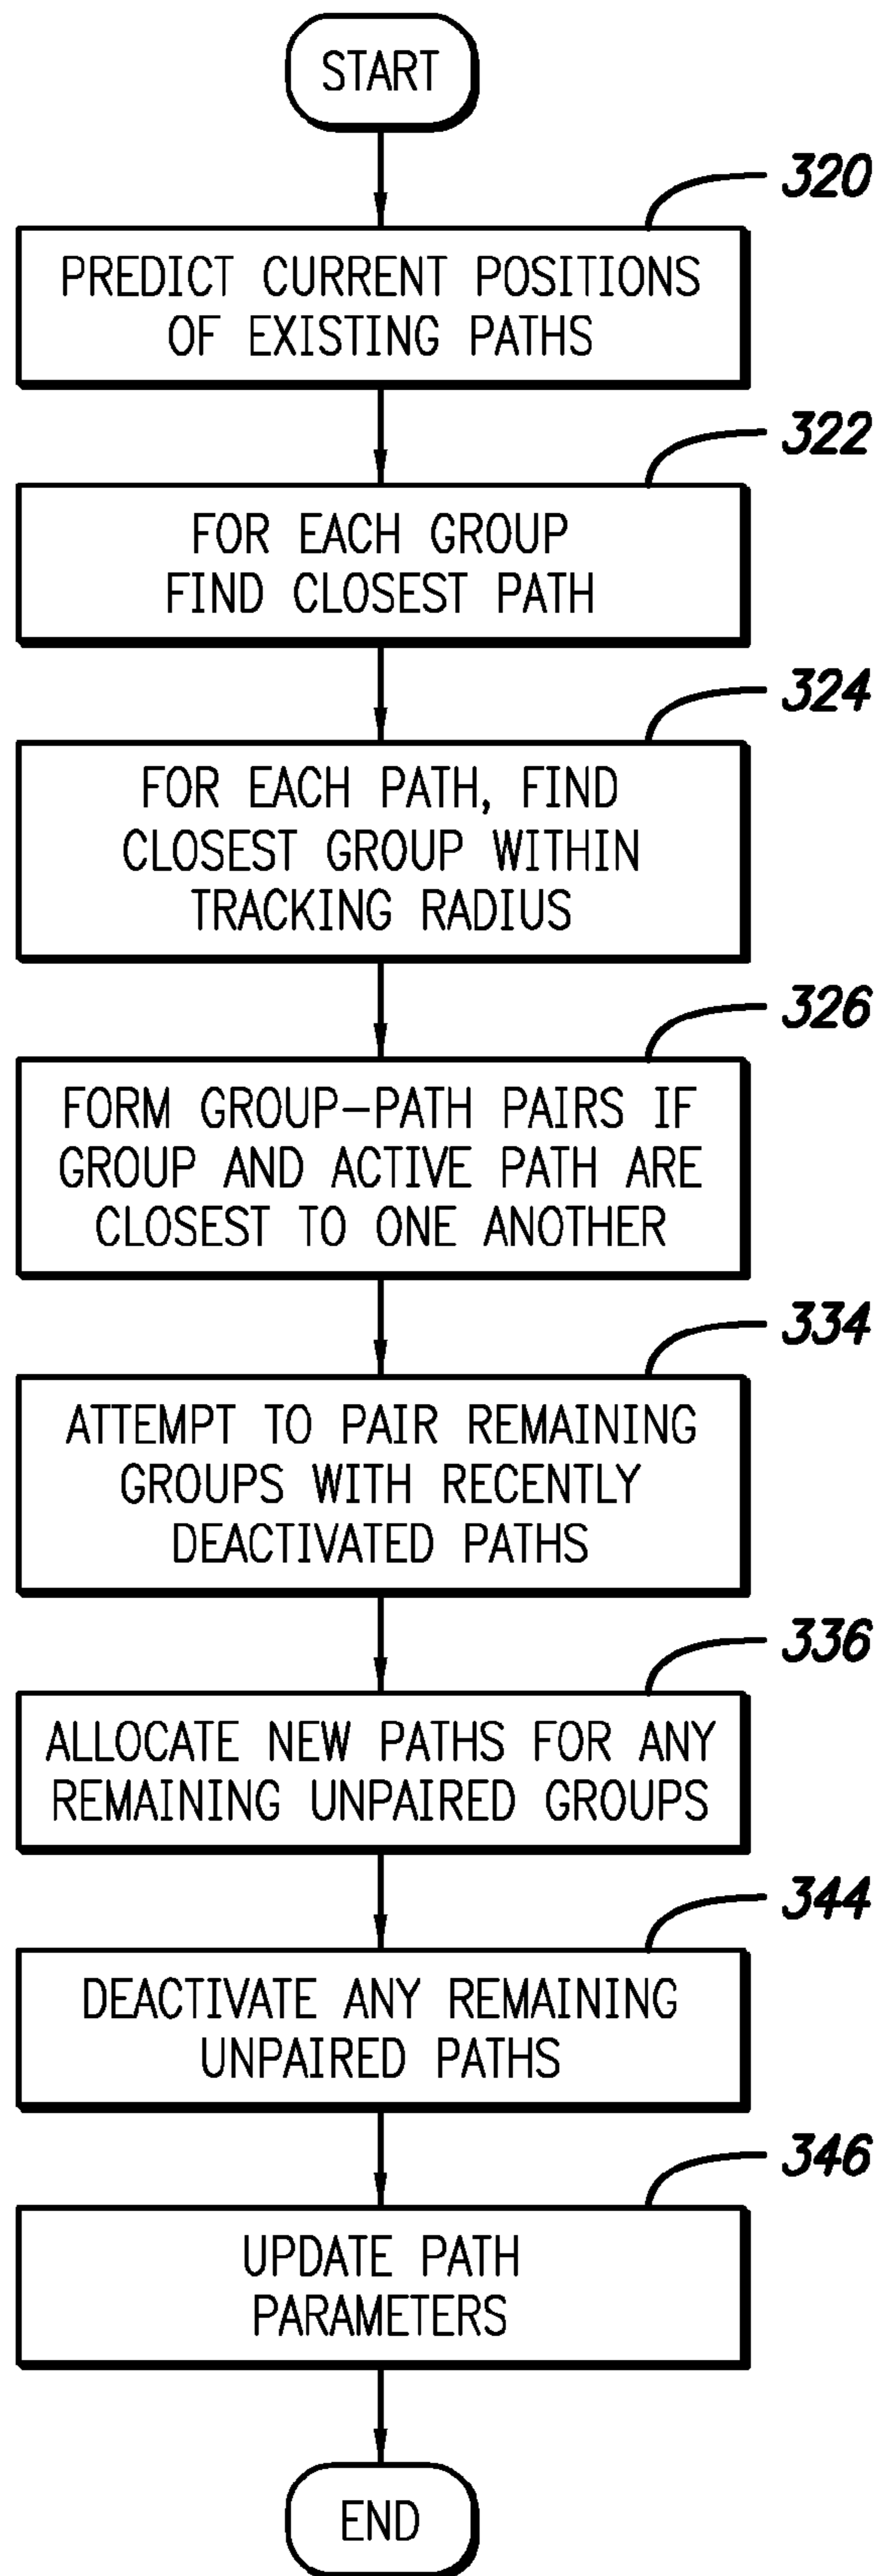 START
320
PREDICT CURRENT POSITIONS
OF EXISTING PATHS
322
FOR EACH GROUP
FIND CLOSEST PATH
324
FOR EACH PATH, FIND
CLOSEST GROUP WITHIN
TRACKING RADIUS
326
FORM GROUP-PATH PAIRS IF
GROUP AND ACTIVE PATH ARE
CLOSEST TO ONE ANOTHER
334
ATTEMPT TO PAIR REMAINING
GROUPS WITH RECENTLY
DEACTIVATED PATHS
336
ALLOCATE NEW PATHS FOR ANY
REMAINING UNPAIRED GROUPS
344
DEACTIVATE ANY REMAINING
UNPAIRED PATHS
346
UPDATE PATH
PARAMETERS
END